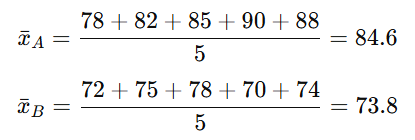 x̄_A = (78 + 82 + 85 + 90 + 88) / 5 = 84.6
x̄_B = (72 + 75 + 78 + 70 + 74) / 5 = 73.8